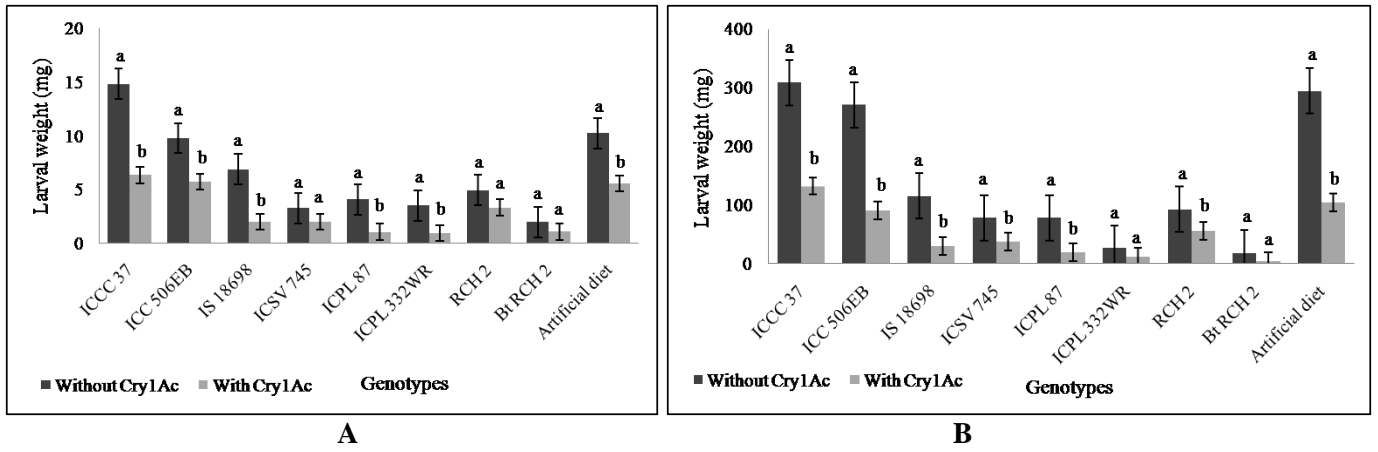 20
15
10
5
0
Larval weight (mg)
a
b
a
b
a
b
a
a
a
b
a
b
a
a
a
a
a
b
ICCC 37
ICC 506EB
IS 18698
ICSV 745
ICPL 87
ICPL 332WR
RCH 2
Bt RCH 2
Artificial diet
Without Cry1Ac
With Cry1Ac
Genotypes
A
400
300
200
100
0
Larval weight (mg)
a
b
a
b
a
b
a
b
a
b
a
a
a
b
a
a
a
b
ICCC 37
ICC 506EB
IS 18698
ICSV 745
ICPL 87
ICPL 332WR
RCH 2
Bt RCH 2
Artificial diet
Without Cry1Ac
With Cry1Ac
Genotypes
B